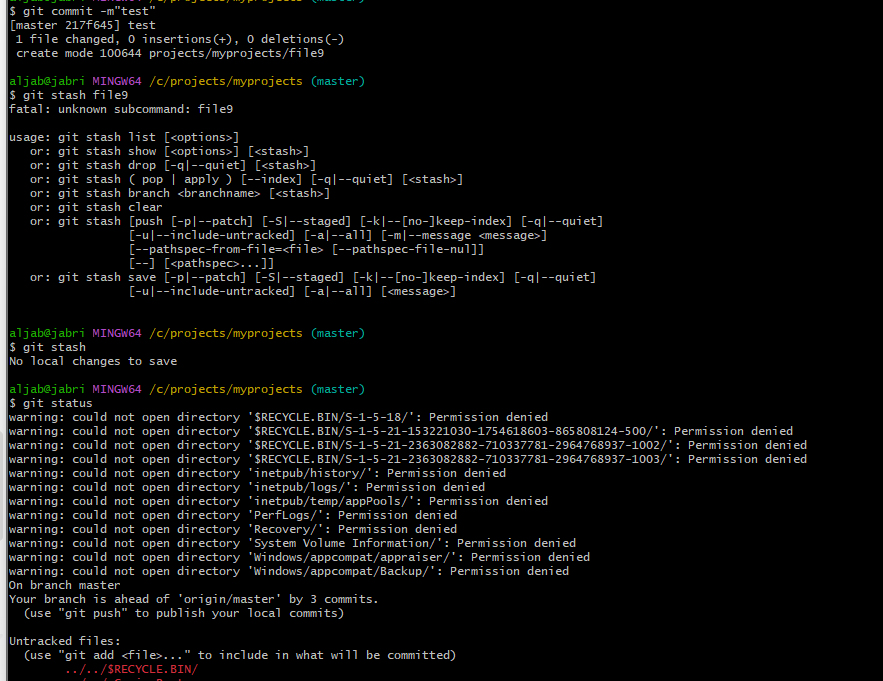 $ git commit -m"test"
[master 217f645] test
 1 file changed, 0 insertions(+), 0 deletions(-)
 create mode 100644 projects/myprojects/file9
aljab@jabri MINGW64 /c/projects/myprojects (master)
$ git stash file9
fatal: unknown subcommand: file9
usage: git stash list [<options>]
   or: git stash show [<options>] [<stash>]
   or: git stash drop [-q|--quiet] [<stash>]
   or: git stash ( pop | apply ) [--index] [-q|--quiet] [<stash>]
   or: git stash branch <branchname> [<stash>]
   or: git stash clear
   or: git stash [push [-p|--patch] [-S|--staged] [-k|--[no-]keep-index] [-q|--quiet]
                 [-u|--include-untracked] [-a|--all] [-m|--message <message>]
                 [--pathspec-from-file=<file> [--pathspec-file-nul]]
                 [--] [<pathspec>...]]
   or: git stash save [-p|--patch] [-S|--staged] [-k|--[no-]keep-index] [-q|--quiet]
                 [-u|--include-untracked] [-a|--all] [<message>]
aljab@jabri MINGW64 /c/projects/myprojects (master)
$ git stash
No local changes to save
aljab@jabri MINGW64 /c/projects/myprojects (master)
$ git status
warning: could not open directory '$RECYCLE.BIN/S-1-5-18/': Permission denied
warning: could not open directory '$RECYCLE.BIN/S-1-5-21-153221030-1754618603-865808124-500/': Permission denied
warning: could not open directory '$RECYCLE.BIN/S-1-5-21-2363082882-710337781-2964768937-1002/': Permission denied
warning: could not open directory '$RECYCLE.BIN/S-1-5-21-2363082882-710337781-2964768937-1003/': Permission denied
warning: could not open directory 'inetpub/history/': Permission denied
warning: could not open directory 'inetpub/logs/': Permission denied
warning: could not open directory 'inetpub/temp/appPools/': Permission denied
warning: could not open directory 'PerfLogs/': Permission denied
warning: could not open directory 'Recovery/': Permission denied
warning: could not open directory 'System Volume Information/': Permission denied
warning: could not open directory 'Windows/appcompat/appraiser/': Permission denied
warning: could not open directory 'Windows/appcompat/Backup/': Permission denied
On branch master
Your branch is ahead of 'origin/master' by 3 commits.
  (use "git push" to publish your local commits)
Untracked files:
  (use "git add <file>..." to include in what will be committed)
        ../../$RECYCLE.BIN/